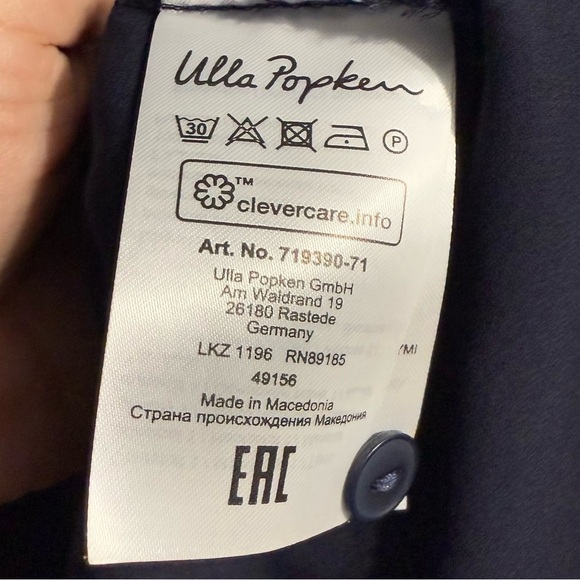 Ulla Popken
30 P
™
clevercare.info
Art. No. 719390-71
Ulla Popken GmbH
Am Waldrand 19
26180 Rastede
Germany
LKZ 1196 RN89185
49156
Made in Macedonia
Страна происхождения Македония
EAC